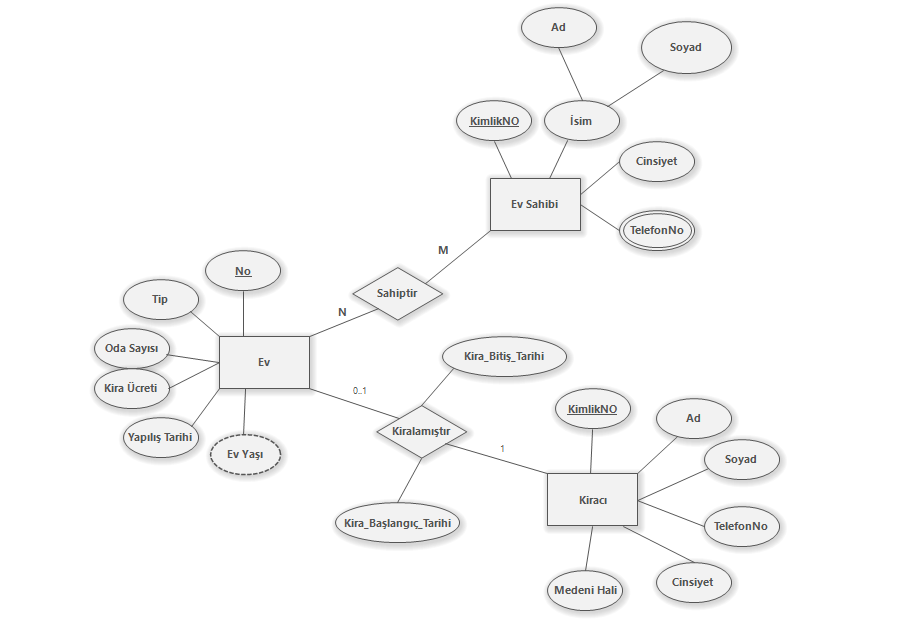 Ad
Soyad
KimlikNO
İsim
Cinsiyet
Ev Sahibi
TelefonNo
M
No
Sahiptir
Tip
N
Oda Sayısı
Ev
Kira_Bitiş_Tarihi
Kira Ücreti
0..1
KimlikNO
Ad
Kiralamıştır
Yapılış Tarihi
1
Ev Yaşı
Soyad
Kiracı
Kira_Başlangıç_Tarihi
TelefonNo
Cinsiyet
Medeni Hali